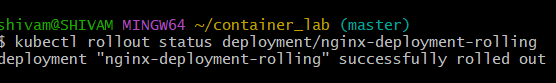 shivam@SHIVAM MINGW64 ~/container_lab (master)
$ kubectl rollout status deployment/nginx-deployment-rolling
deployment "nginx-deployment-rolling" successfully rolled out